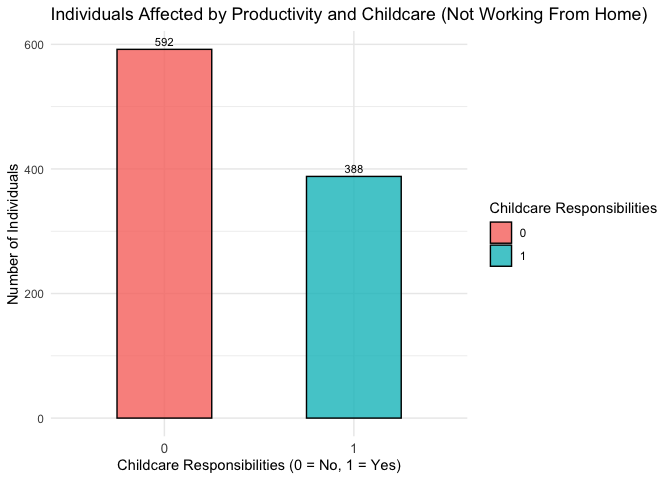 Individuals Affected by Productivity and Childcare (Not Working From Home)
Number of Individuals
600
400
200
0
592
388
0
1
Childcare Responsibilities (0 = No, 1 = Yes)
Childcare Responsibilities
0
1